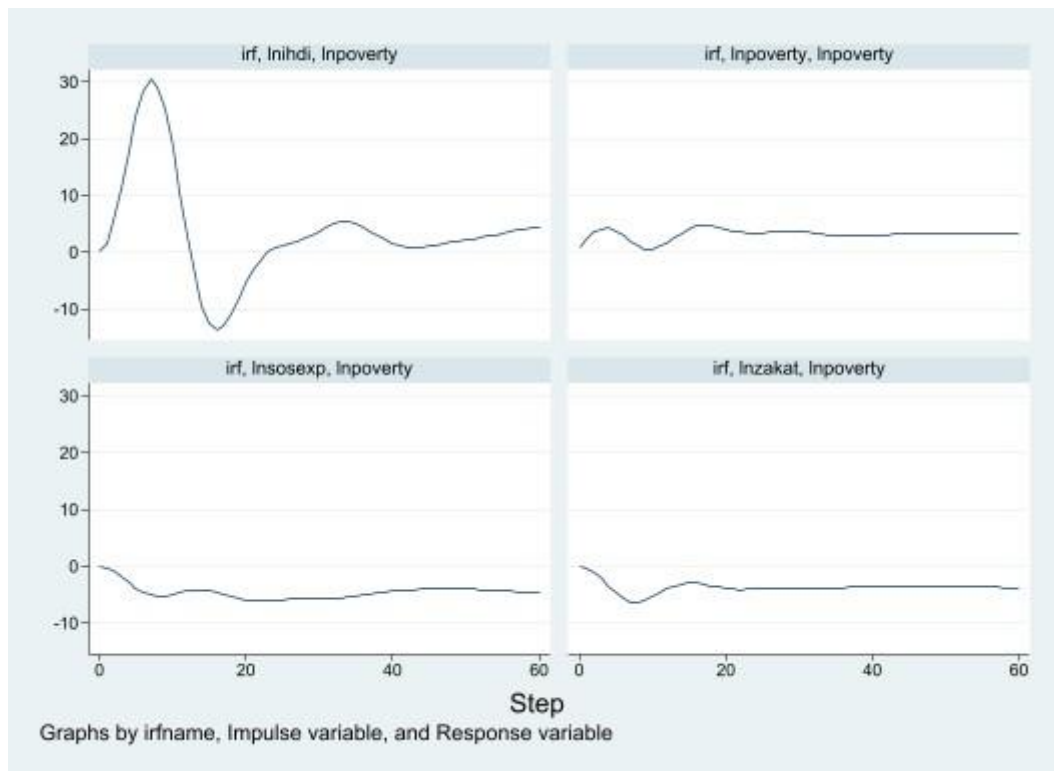 irf, lnihdi, lnpoverty
irf, lnpoverty, lnpoverty
30
20
10
0
-10
irf, lnsosexp, lnpoverty
irf, lnzakat, lnpoverty
30
20
10
0
-10
0 20 40 60 0 20 40 60
Step
Graphs by irfname, Impulse variable, and Response variable